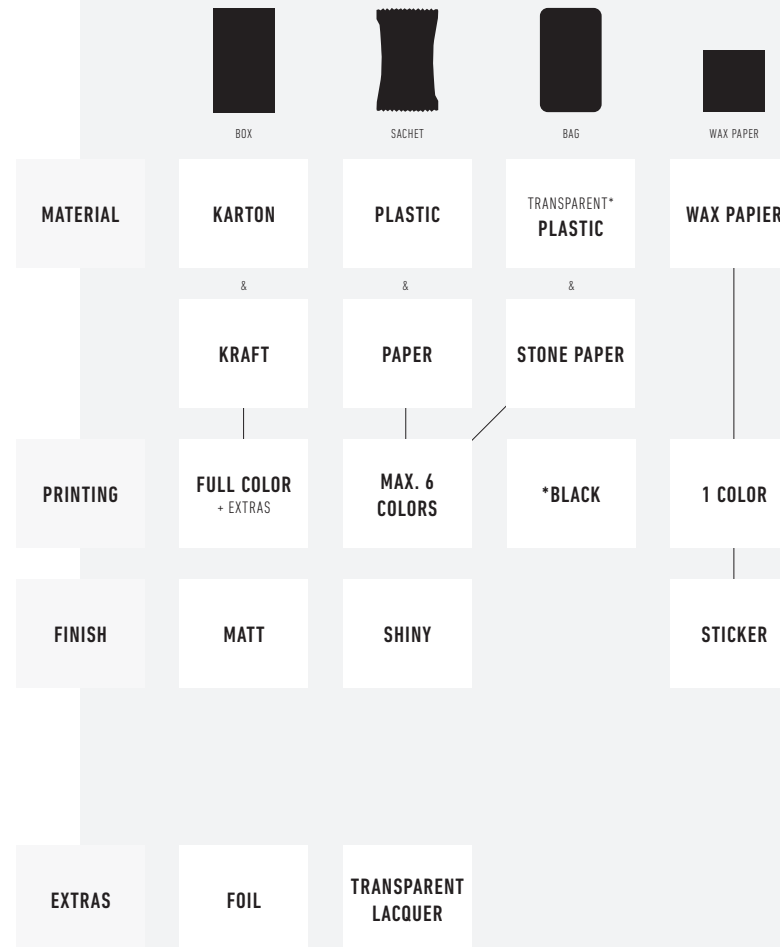 BOX
SACHET
BAG
WAX PAPER
MATERIAL
KARTON
PLASTIC
TRANSPARENT*
PLASTIC
WAX PAPIER
&
&
&
KRAFT
PAPER
STONE PAPER
PRINTING
FULL COLOR
+ EXTRAS
MAX. 6
COLORS
*BLACK
1 COLOR
FINISH
MATT
SHINY
STICKER
EXTRAS
FOIL
TRANSPARENT
LACQUER